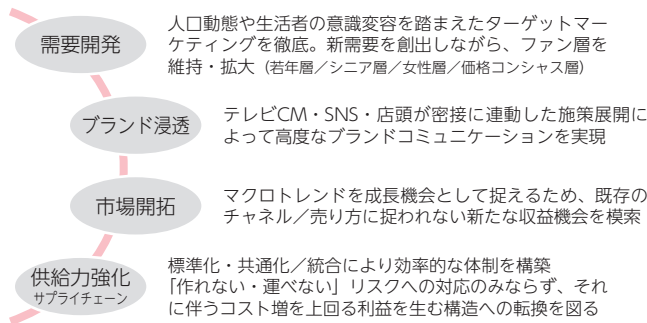 需要開発
人口動態や生活者の意識変容を踏まえたターゲットマー
ケティングを徹底。新需要を創出しながら、ファン層を
維持・拡大（若年層／シニア層／女性層／価格コンシャス層）
ブランド浸透
テレビCM・SNS・店頭が密接に連動した施策展開に
よって高度なブランドコミュニケーションを実現
市場開拓
マクロトレンドを成長機会として捉えるため、既存の
チャネル／売り方に捉われない新たな収益機会を模索
供給力強化
サプライチェーン
標準化・共通化／統合により効率的な体制を構築
「作れない・運べない」リスクへの対応のみならず、それ
に伴うコスト増を上回る利益を生む構造への転換を図る